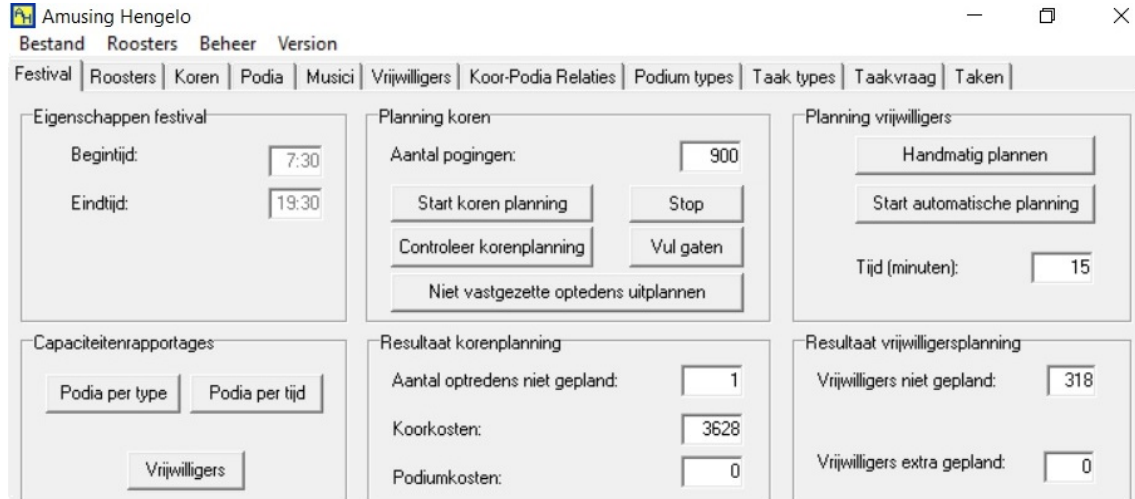 AH Amusing Hengelo
Bestand Roosters Beheer Version
Festival Roosters Koren Podia Musici Vrijwilligers Koor-Podia Relaties Podium types Taak types Taakvraag Taken
Eigenschappen festival
Begintijd: 7:30
Eindtijd: 19:30
Planning koren
Aantal pogingen: 900
Start koren planning Stop
Controleer korenplanning Vul gaten
Niet vastgezette optedens uitplannen
Planning vrijwilligers
Handmatig plannen
Start automatische planning
Tijd (minuten): 15
Capaciteitenrapportages
Podia per type Podia per tijd
Vrijwilligers
Resultaat korenplanning
Aantal optredens niet gepland: 1
Koorkosten: 3628
Podiumkosten: 0
Resultaat vrijwilligersplanning
Vrijwilligers niet gepland: 318
Vrijwilligers extra gepland: 0